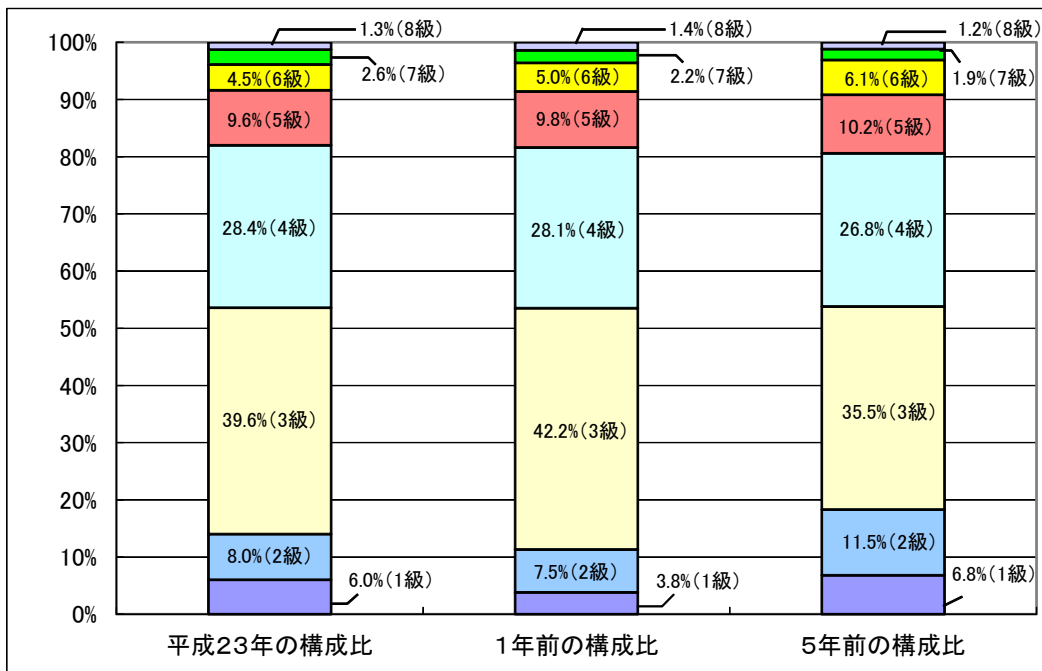 100%
90%
80%
70%
60%
50%
40%
30%
20%
10%
0%
1.3%(8級)
2.6%(7級)
4.5%(6級)
9.6%(5級)
28.4%(4級)
39.6%(3級)
8.0%(2級)
6.0%(1級)
1.4%(8級)
2.2%(7級)
5.0%(6級)
9.8%(5級)
28.1%(4級)
42.2%(3級)
7.5%(2級)
3.8%(1級)
1.2%(8級)
1.9%(7級)
6.1%(6級)
10.2%(5級)
26.8%(4級)
35.5%(3級)
11.5%(2級)
6.8%(1級)
平成23年の構成比
1年前の構成比
5年前の構成比